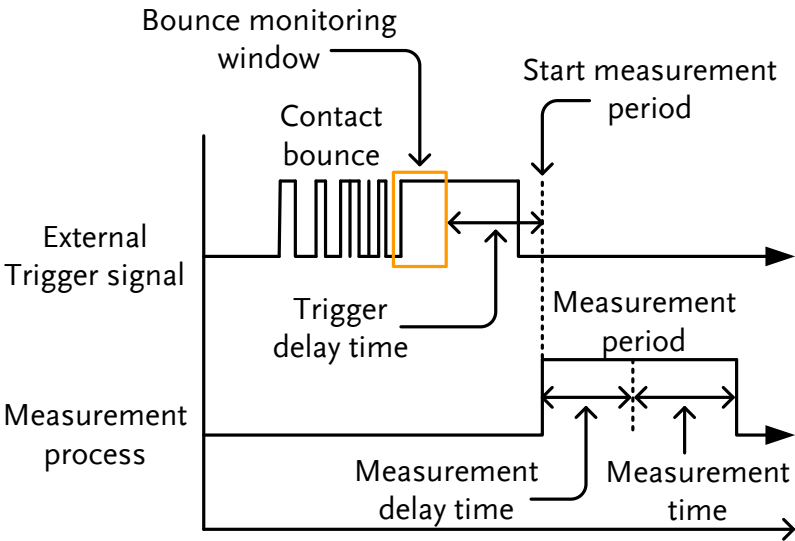 Bounce monitoring
window
Start measurement
period
Contact
bounce
External
Trigger signal
Trigger
delay time
Measurement
period
Measurement
process
Measurement
delay time
Measurement
time